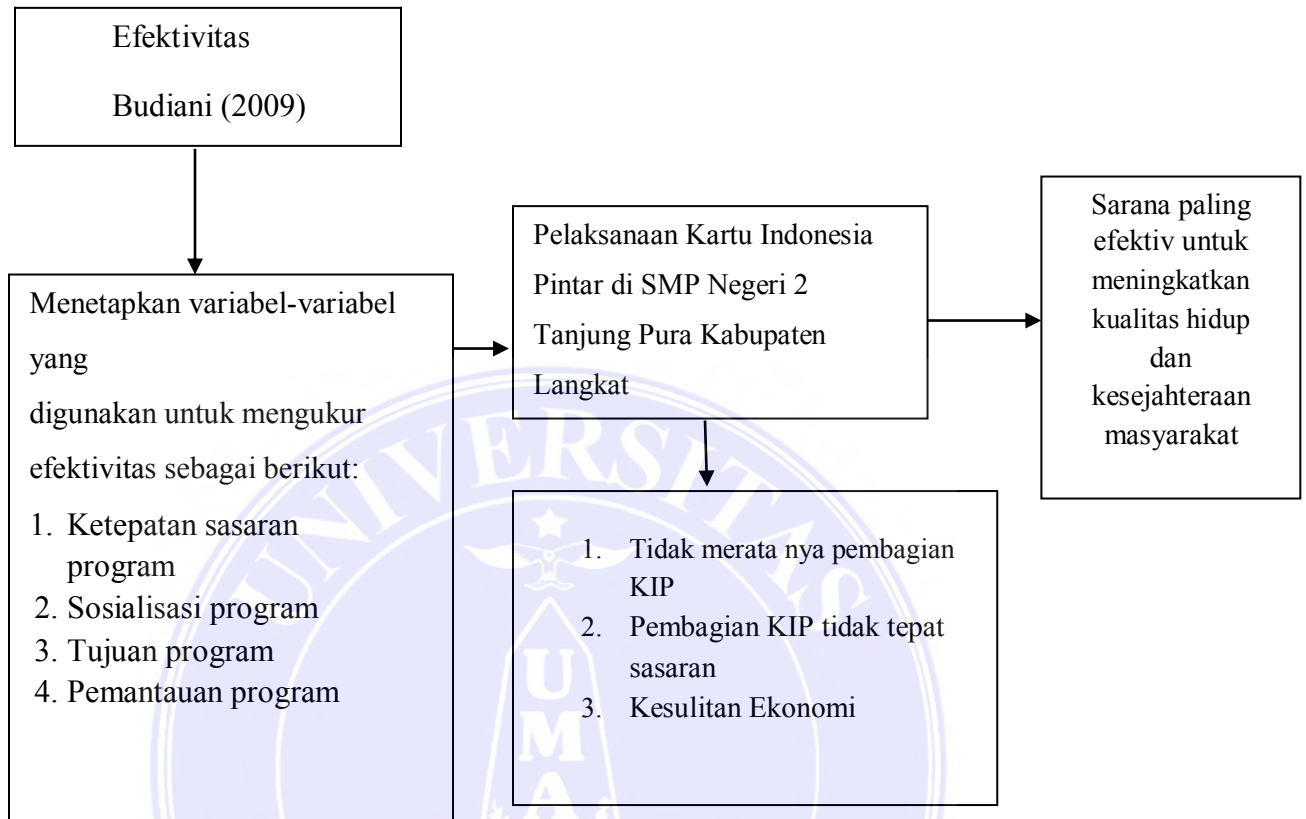 Efektivitas
Budiani (2009)
Menetapkan variabel-variabel
yang
digunakan untuk mengukur
efektivitas sebagai berikut:
1. Ketepatan sasaran
program
2. Sosialisasi program
3. Tujuan program
4. Pemantauan program
Pelaksanaan Kartu Indonesia
Pintar di SMP Negeri 2
Tanjung Pura Kabupaten
Langkat
1. Tidak merata nya pembagian
KIP
2. Pembagian KIP tidak tepat
sasaran
3. Kesulitan Ekonomi
Sarana paling
efektiv untuk
meningkatkan
kualitas hidup
dan
kesejahteraan
masyarakat
UNIVERSITAS
UMA